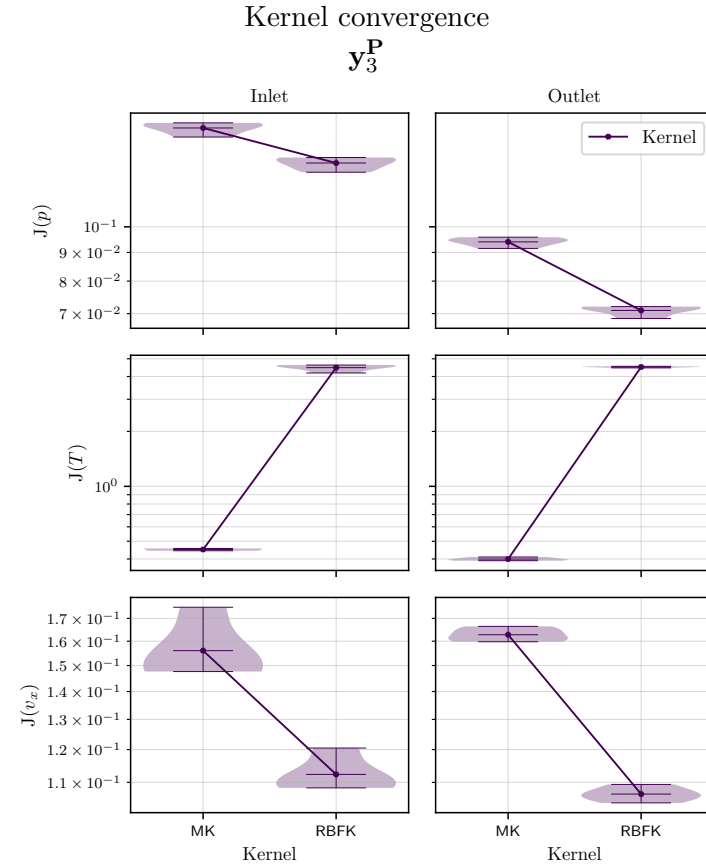 Kernel convergence
y₃ᴾ
Inlet
Outlet
Kernel
J(p)
10⁻¹
9 × 10⁻²
8 × 10⁻²
7 × 10⁻²
J(T)
10⁰
J(vₓ)
1.7 × 10⁻¹
1.6 × 10⁻¹
1.5 × 10⁻¹
1.4 × 10⁻¹
1.3 × 10⁻¹
1.2 × 10⁻¹
1.1 × 10⁻¹
MK
RBFK
MK
RBFK
Kernel
Kernel